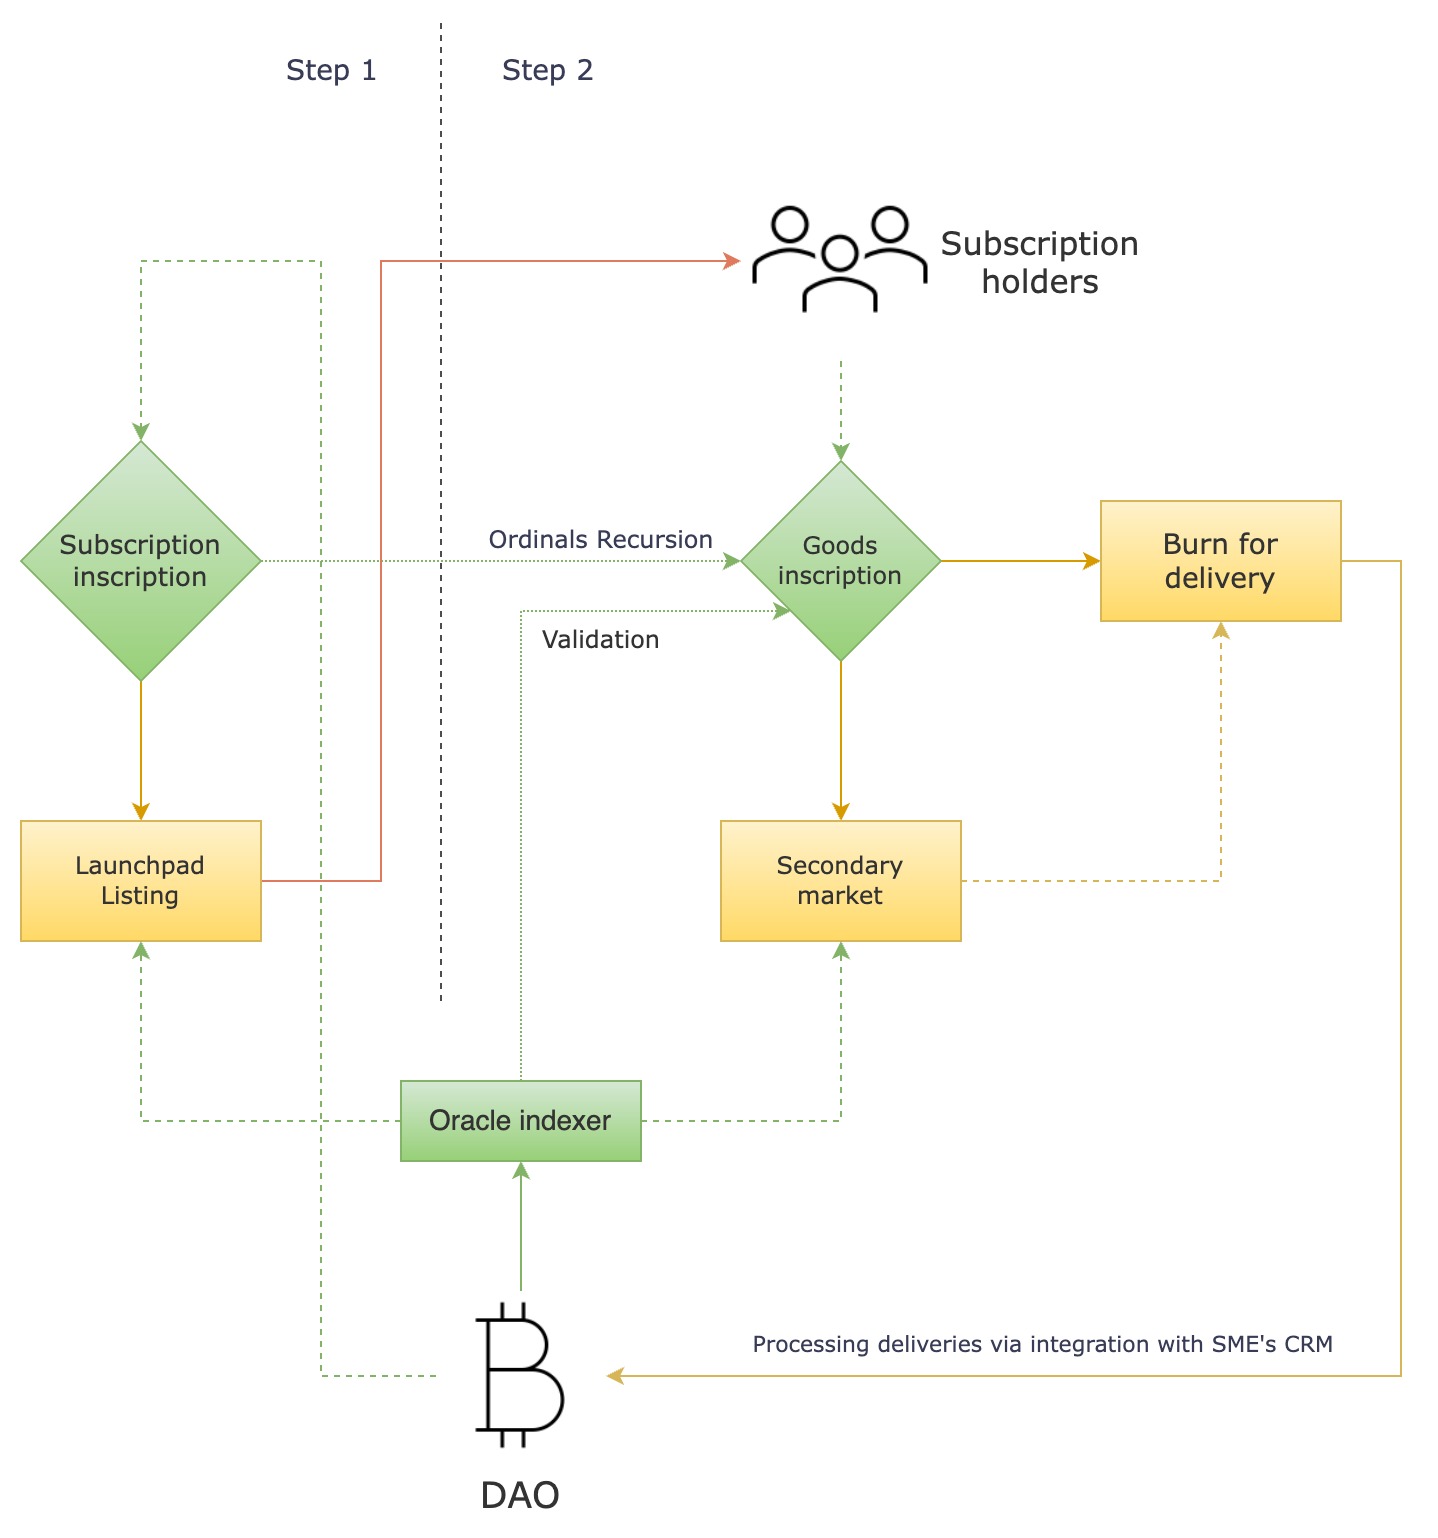 Step 1
Step 2
Subscription
holders
Ordinals Recursion
Subscription
inscription
Goods
inscription
Burn for
delivery
Validation
Launchpad
Listing
Secondary
market
Oracle indexer
Processing deliveries via integration with SME's CRM
DAO